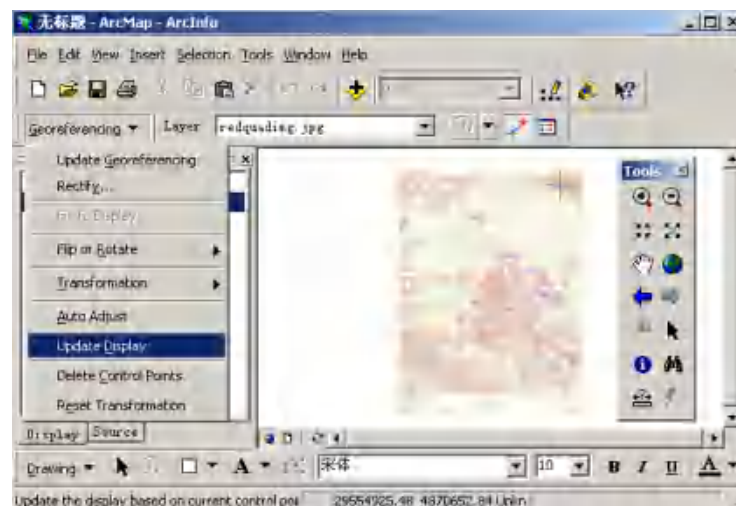 无标题 - ArcMap - ArcInfo
File Edit View Insert Selection Tools Window Help
Georeferencing Layer redquading.jpg
Update Georeferencing
Rectify...
Fit To Display
Flip or Rotate
Transformation
Auto Adjust
Update Display
Delete Control Points
Reset Transformation
Tools
Display Source
Drawing A 宋体 10 B I U A
Update the display based on current control poi 29554925.48 4870652.84 Unkn